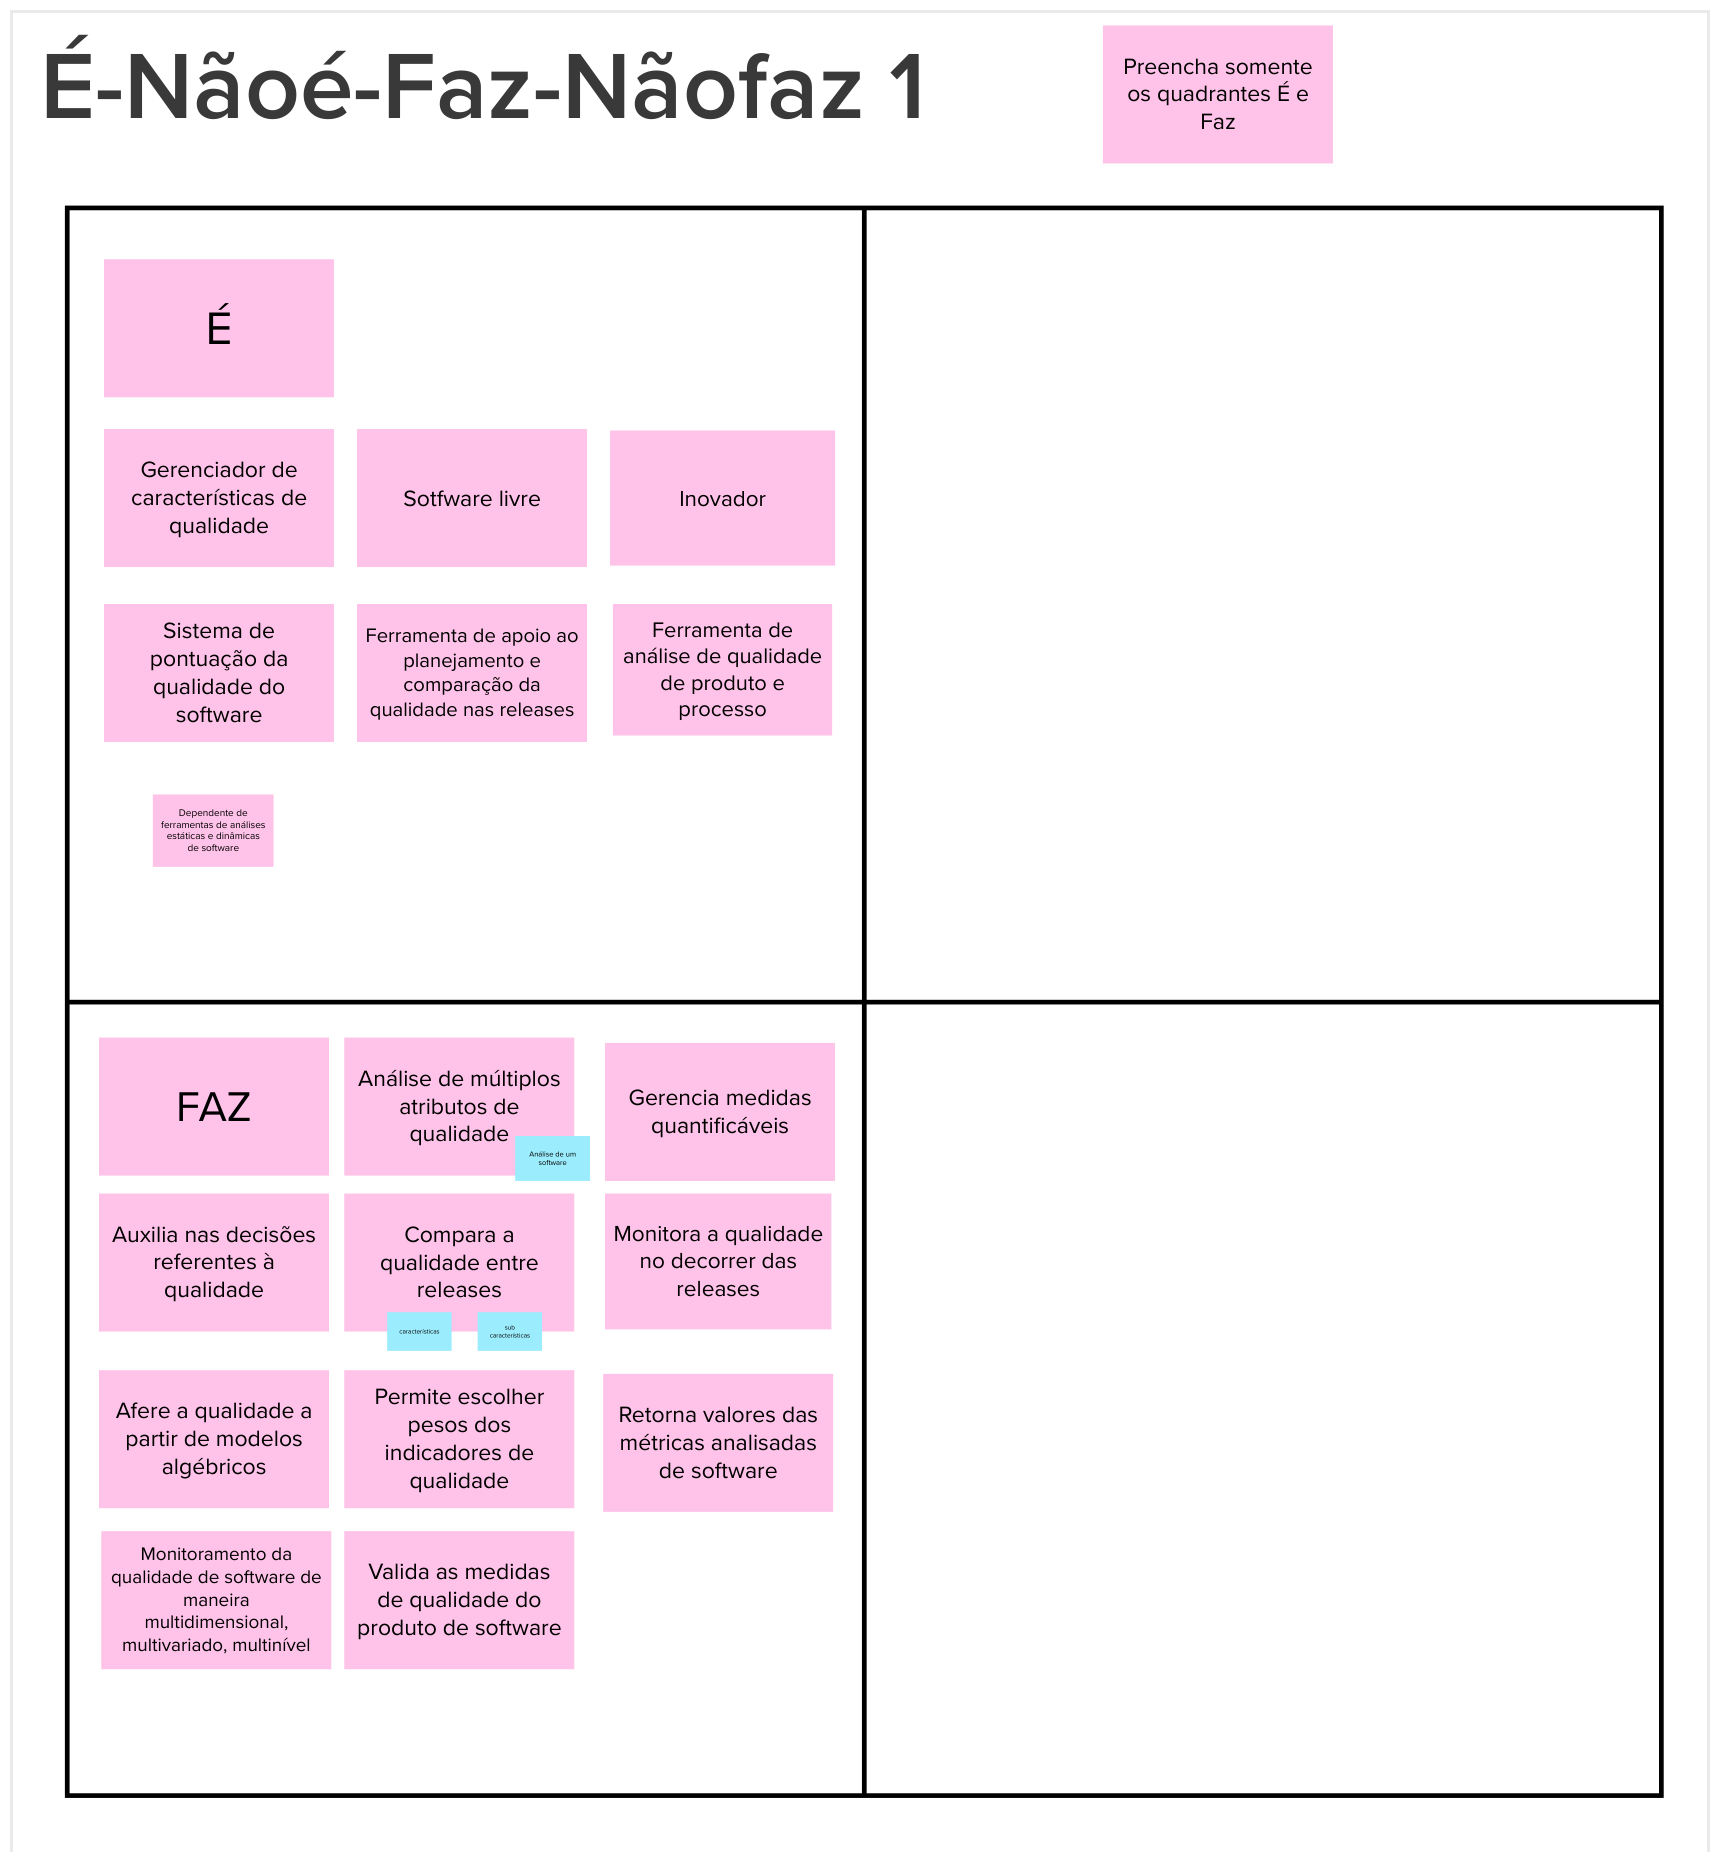 É-Nãoé-Faz-Nãofaz 1
Preencha somente
os quadrantes É e
Faz
É
Gerenciador de
características de
qualidade
Sotfware livre
Inovador
Sistema de
pontuação da
qualidade do
software
Ferramenta de apoio ao
planejamento e
comparação da
qualidade nas releases
Ferramenta de
análise de qualidade
de produto e
processo
Dependente de
ferramentas de análises
estáticas e dinâmicas
de software
FAZ
Análise de múltiplos
atributos de
qualidade
Análise de um
software
Gerencia medidas
quantificáveis
Auxilia nas decisões
referentes à
qualidade
Compara a
qualidade entre
releases
características
sub
características
Monitora a qualidade
no decorrer das
releases
Afere a qualidade a
partir de modelos
algébricos
Permite escolher
pesos dos
indicadores de
qualidade
Retorna valores das
métricas analisadas
de software
Monitoramento da
qualidade de software de
maneira
multidimensional,
multivariado, multinível
Valida as medidas
de qualidade do
produto de software